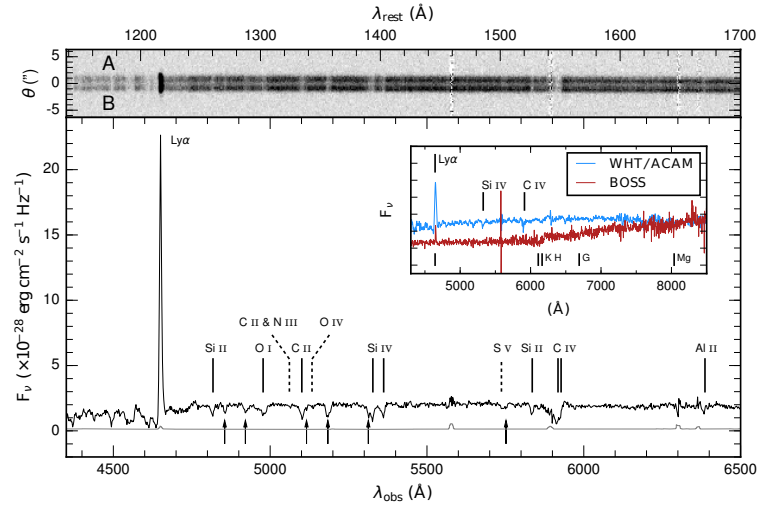 λrest (Å)
1200 1300 1400 1500 1600 1700
θ (")
5
0
−5
A
B
Fν (×10−28 erg cm−2 s−1 Hz−1)
20
15
10
5
0
Lyα
C II & N III
O IV
Si II
O I
C II
Si IV
S V
Si II
C IV
Al II
Fν
Lyα
Si IV
C IV
WHT/ACAM
BOSS
K H
G
Mg
5000 6000 7000 8000
(Å)
4500 5000 5500 6000 6500
λobs (Å)